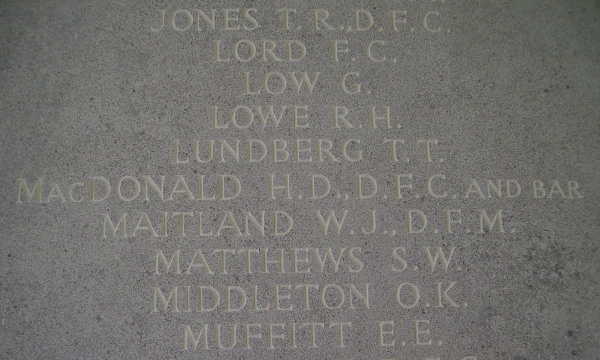 JONES T.R.,D.F.C.
LORD F.C.
LOW G.
LOWE R.H.
LUNDBERG T.T.
MACDONALD H.D.,D.F.C. AND BAR
MAITLAND W.J.,D.F.M.
MATTHEWS S.W.
MIDDLETON O.K.
MUFFITT E.E.